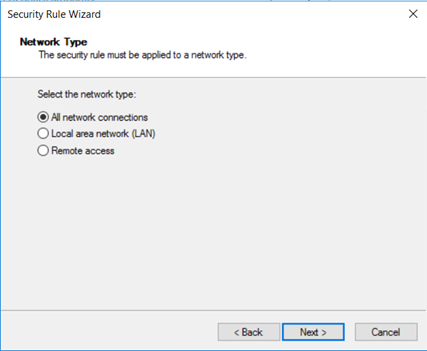 Security Rule Wizard
Network Type
The security rule must be applied to a network type.
Select the network type:
All network connections
Local area network (LAN)
Remote access
< Back
Next >
Cancel